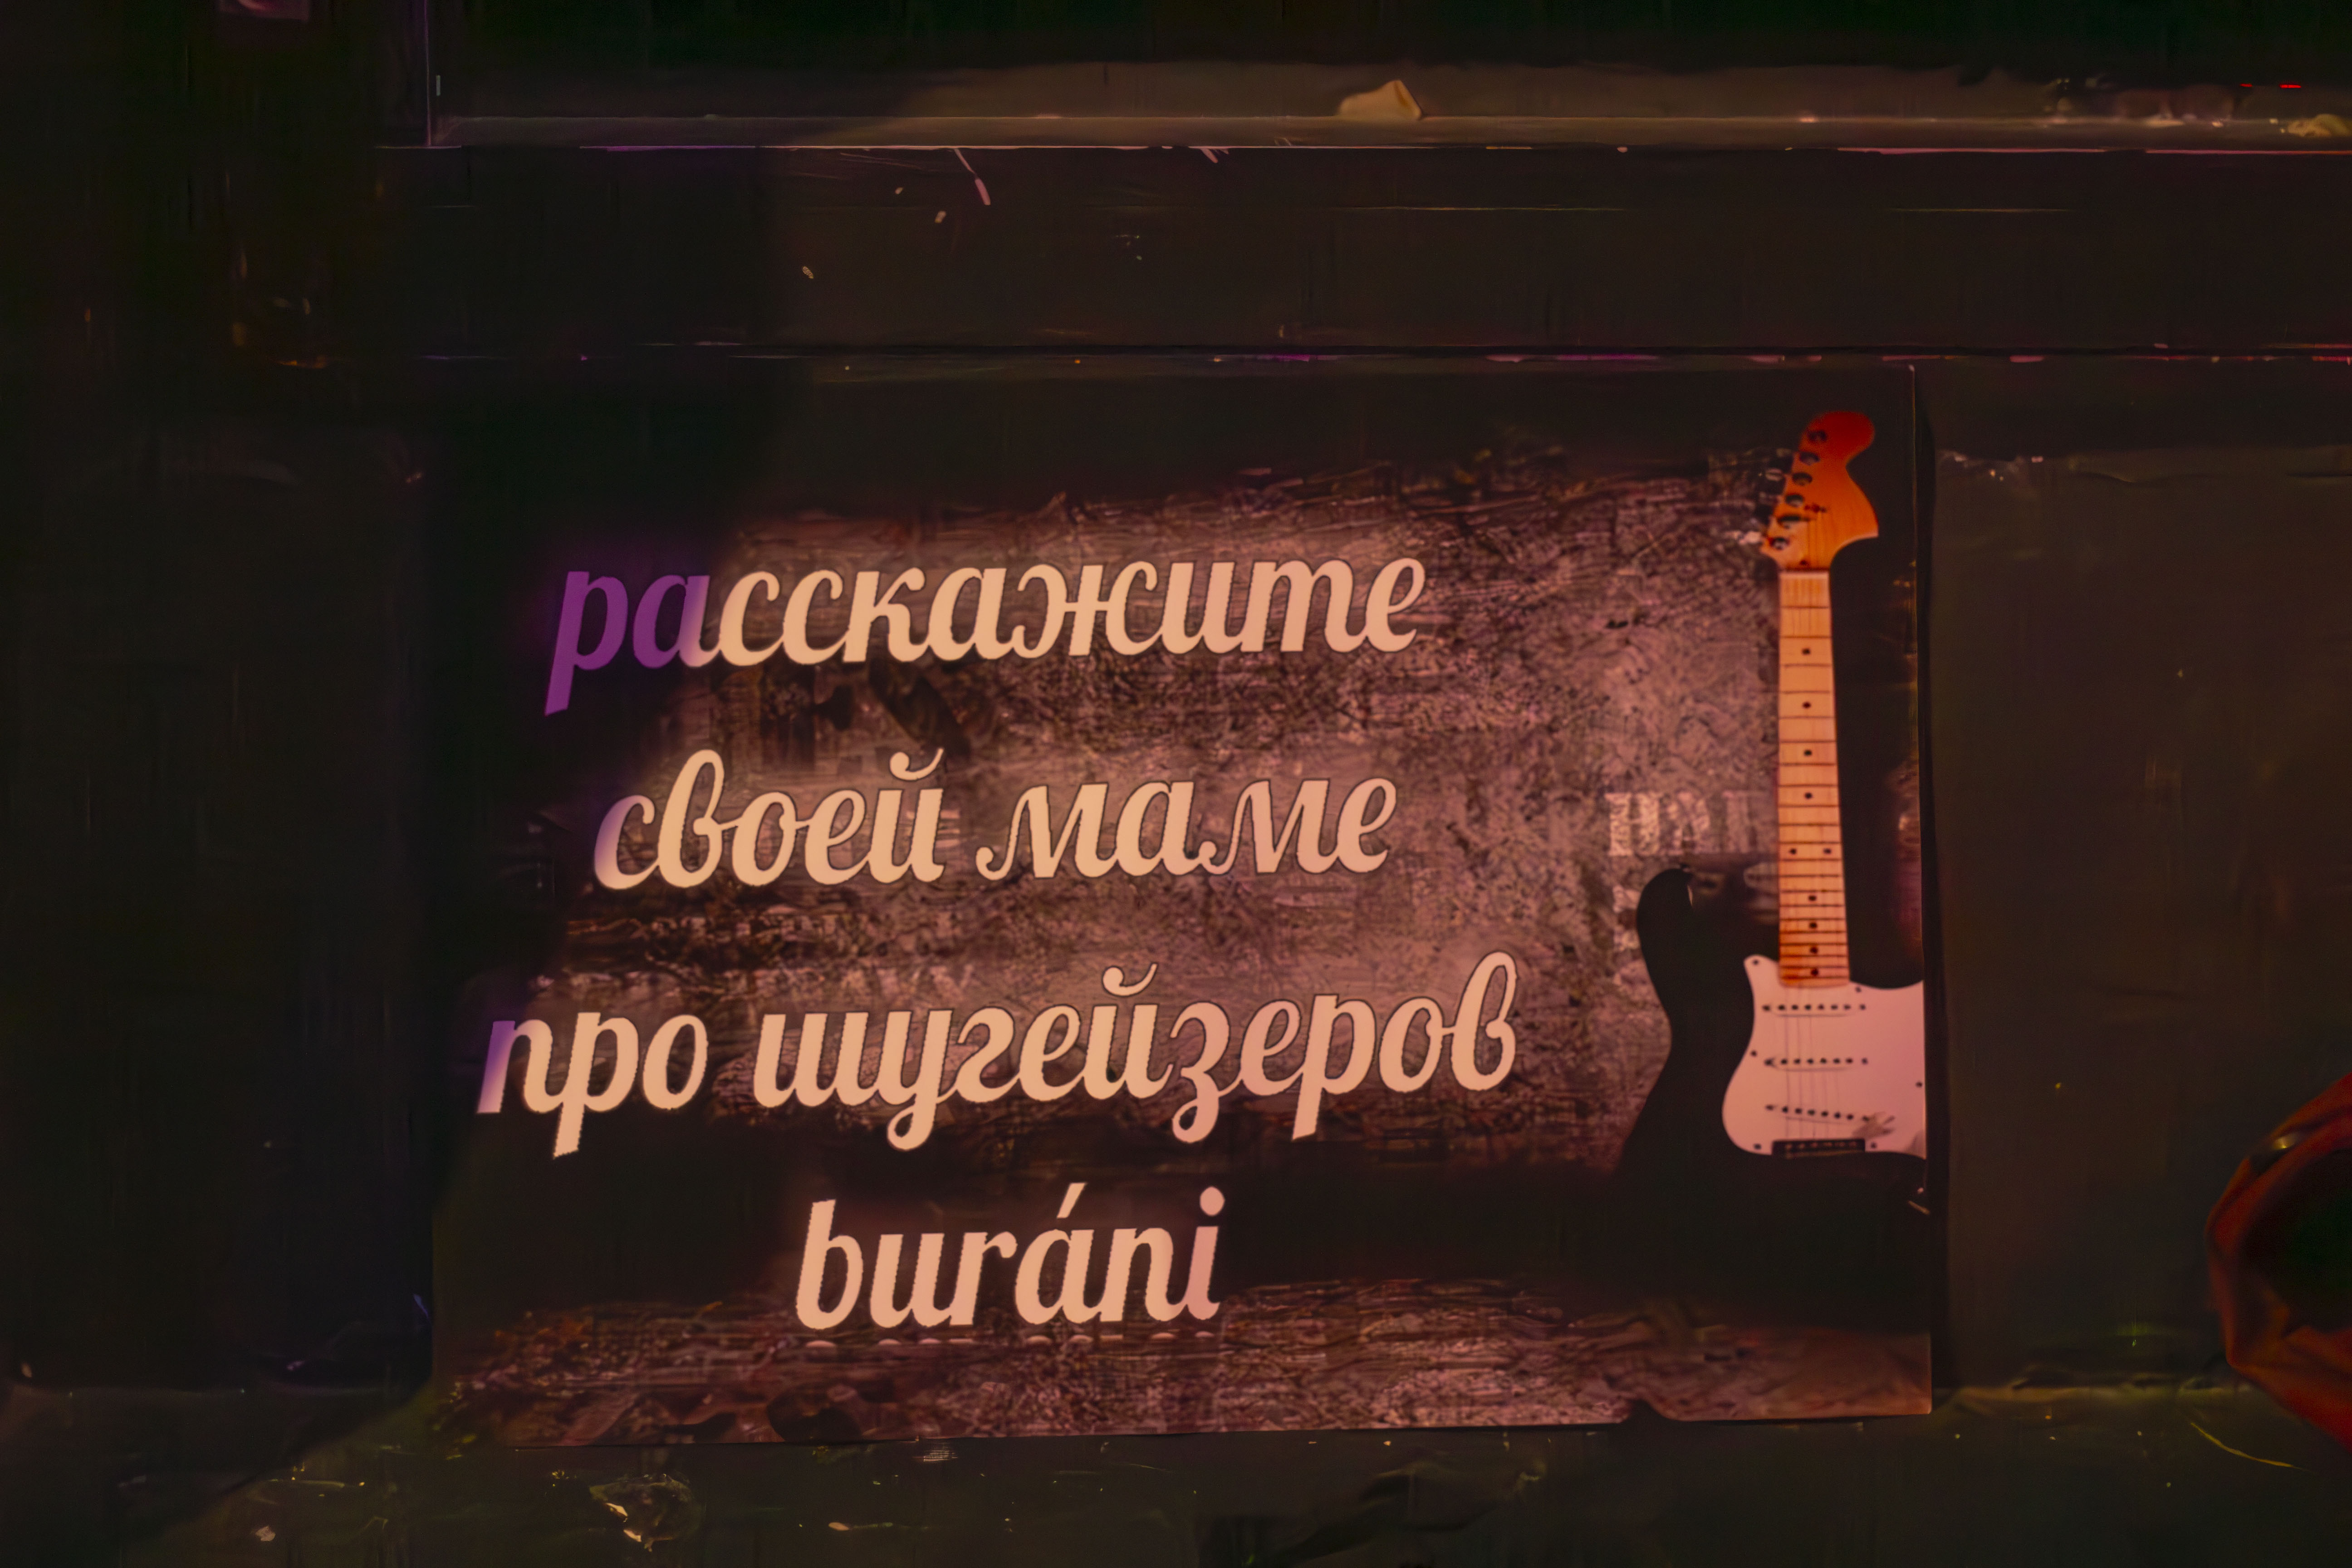 расскажите
своей маме
про шугейзеров
buráni